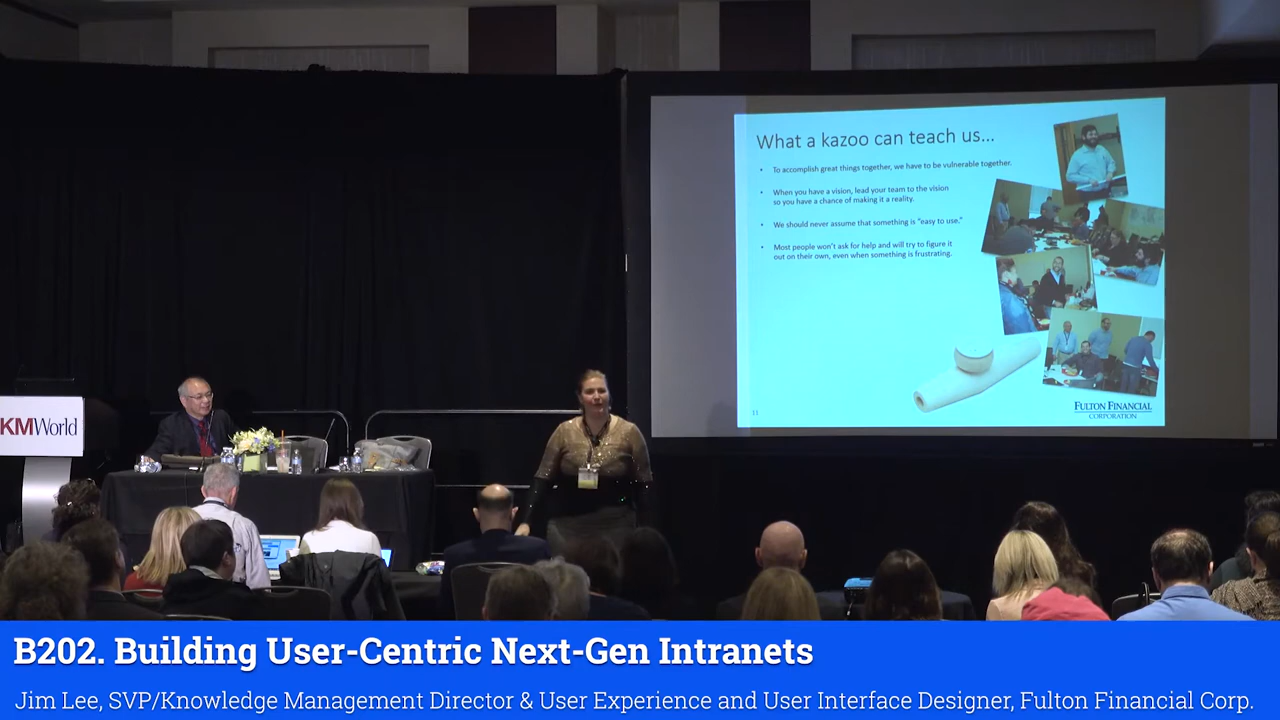 What a kazoo can teach us...
• To accomplish great things together, we have to be vulnerable together.
• When you have a vision, lead your team to the vision
so you have a chance of making it a reality.
• We should never assume that something is “easy to use.”
• Most people won’t ask for help and will try to figure it
out on their own, even when something is frustrating.
11
FULTON FINANCIAL
CORPORATION
KMWorld
B202. Building User-Centric Next-Gen Intranets
Jim Lee, SVP/Knowledge Management Director & User Experience and User Interface Designer, Fulton Financial Corp.